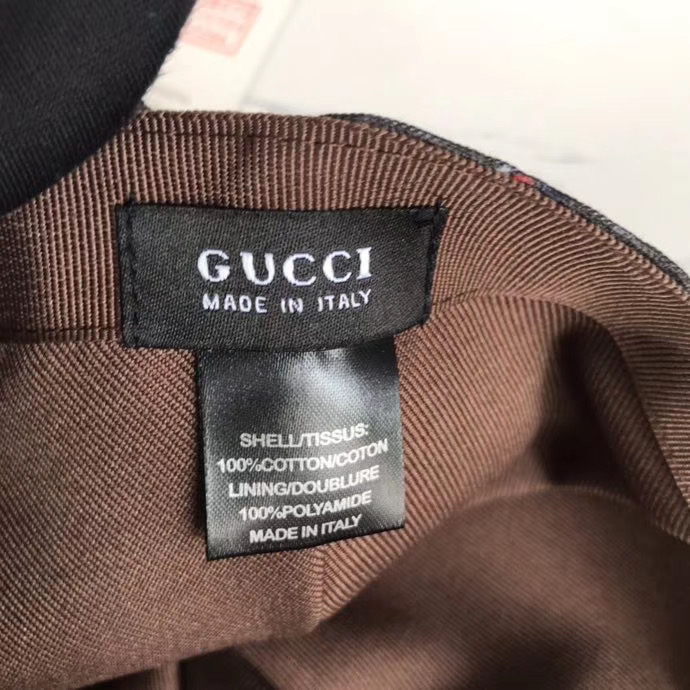 GUCCI
MADE IN ITALY
SHELL/TISSUS:
100%COTTON/COTON
LINING/DOUBLURE
100%POLYAMIDE
MADE IN ITALY